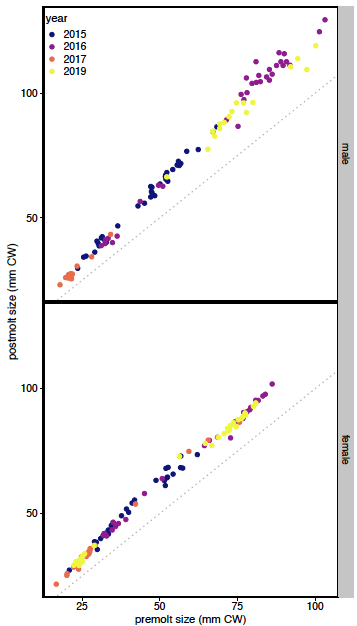 year
2015
2016
2017
2019
100
50
male
postmolt size (mm CW)
100
50
female
25
50
75
100
premolt size (mm CW)